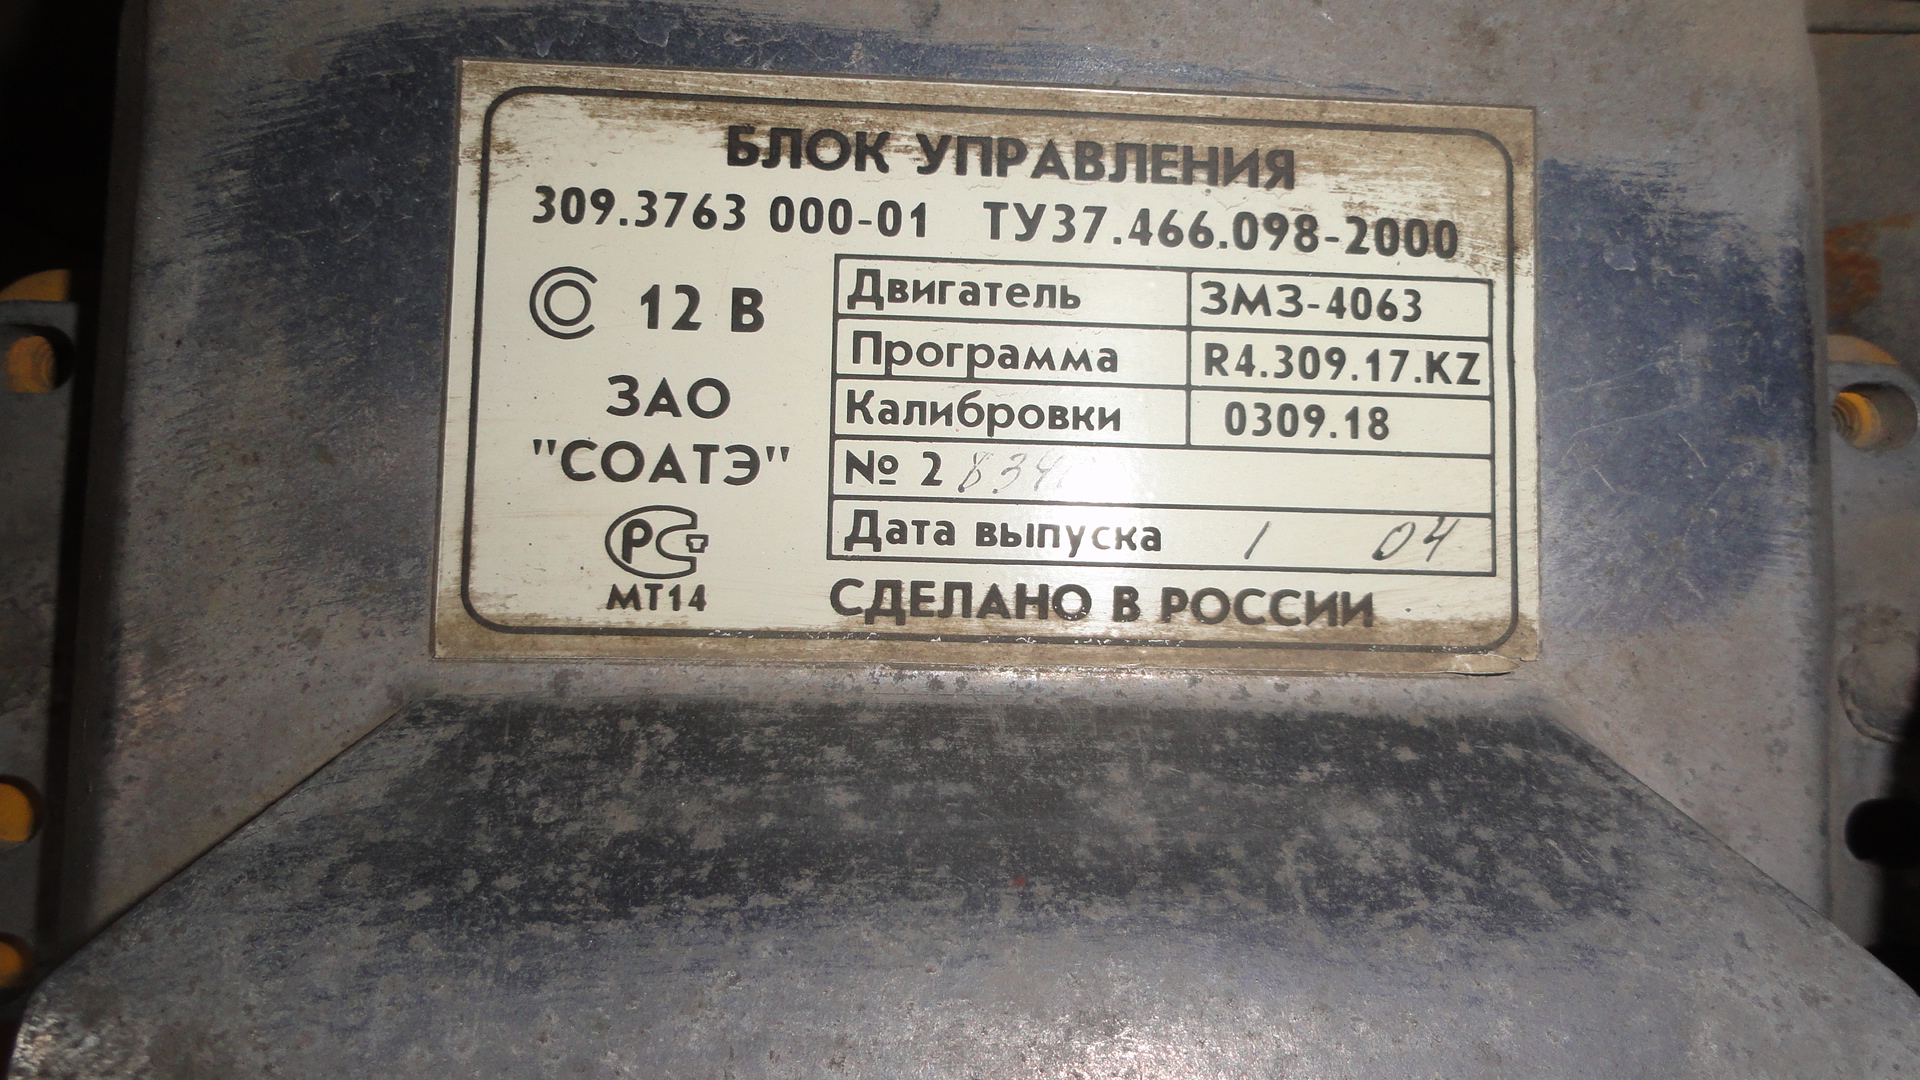 БЛОК УПРАВЛЕНИЯ
309.3763 000-01 ТУ37.466.098-2000
12 В
ЗАО
"СОАТЭ"
РСТ
МТ14
Двигатель ЗМЗ-4063
Программа R4.309.17.KZ
Калибровки 0309.18
№ 2
Дата выпуска 1 04
СДЕЛАНО В РОССИИ